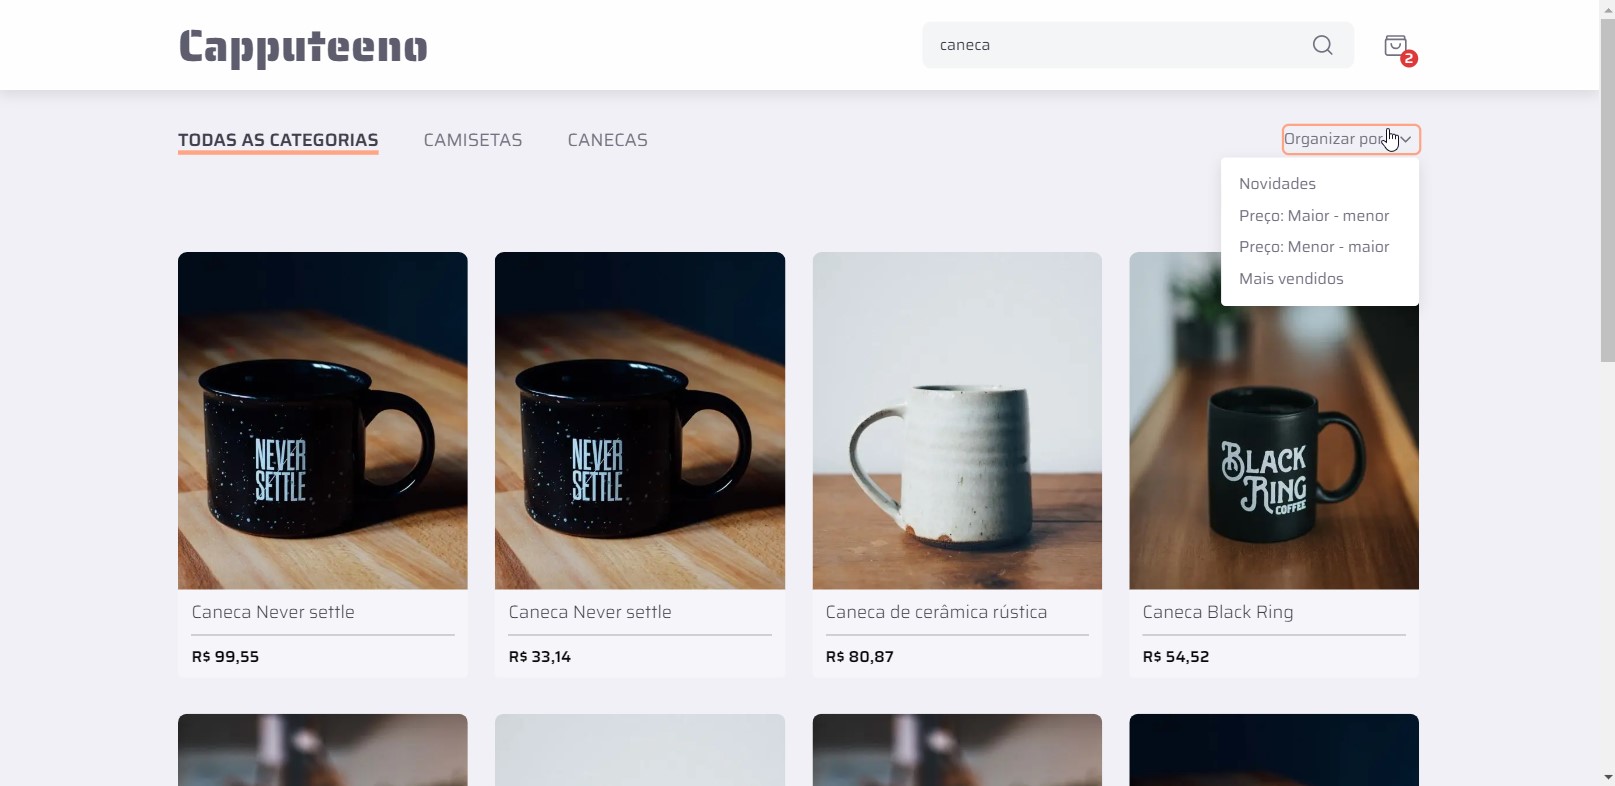 Capputeeno
caneca
2
TODAS AS CATEGORIAS
CAMISETAS
CANECAS
Organizar por
Novidades
Preço: Maior - menor
Preço: Menor - maior
Mais vendidos
NEVER
SETTLE
NEVER
SETTLE
BLACK
RING
COFFEE
Caneca Never settle
R$ 99,55
Caneca Never settle
R$ 33,14
Caneca de cerâmica rústica
R$ 80,87
Caneca Black Ring
R$ 54,52